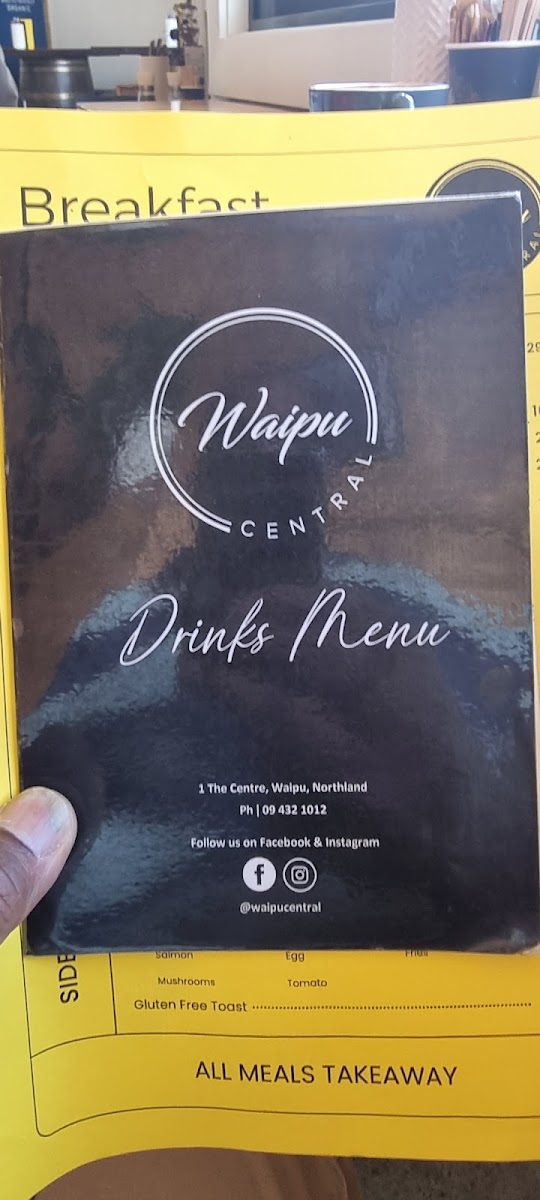 ORGANIC
Breakfast
Waipu
CENTRAL
Drinks Menu
1 The Centre, Waipu, Northland
Ph | 09 432 1012
Follow us on Facebook & Instagram
@waipucentral
SIDE
Salmon Egg Fries
Mushrooms Tomato
Gluten Free Toast
ALL MEALS TAKEAWAY